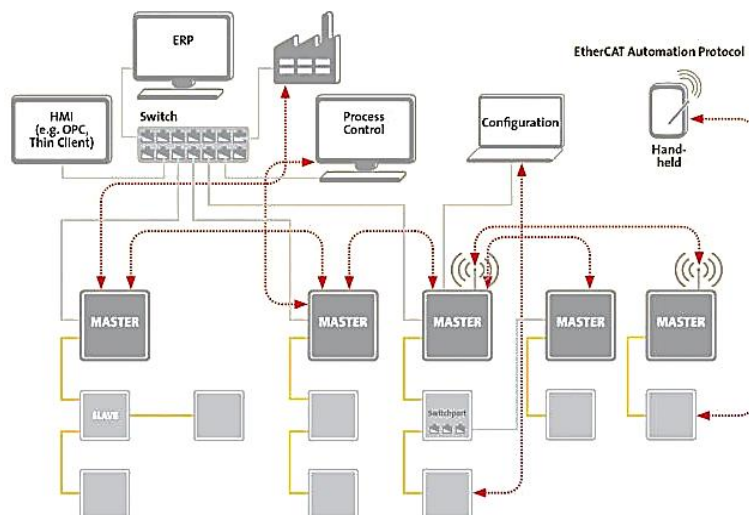 ERP
EtherCAT Automation Protocol
HMI
(e.g. OPC,
Thin Client)
Switch
Process
Control
Configuration
Hand-
held
MASTER
MASTER
MASTER
MASTER
MASTER
SLAVE
Switchport